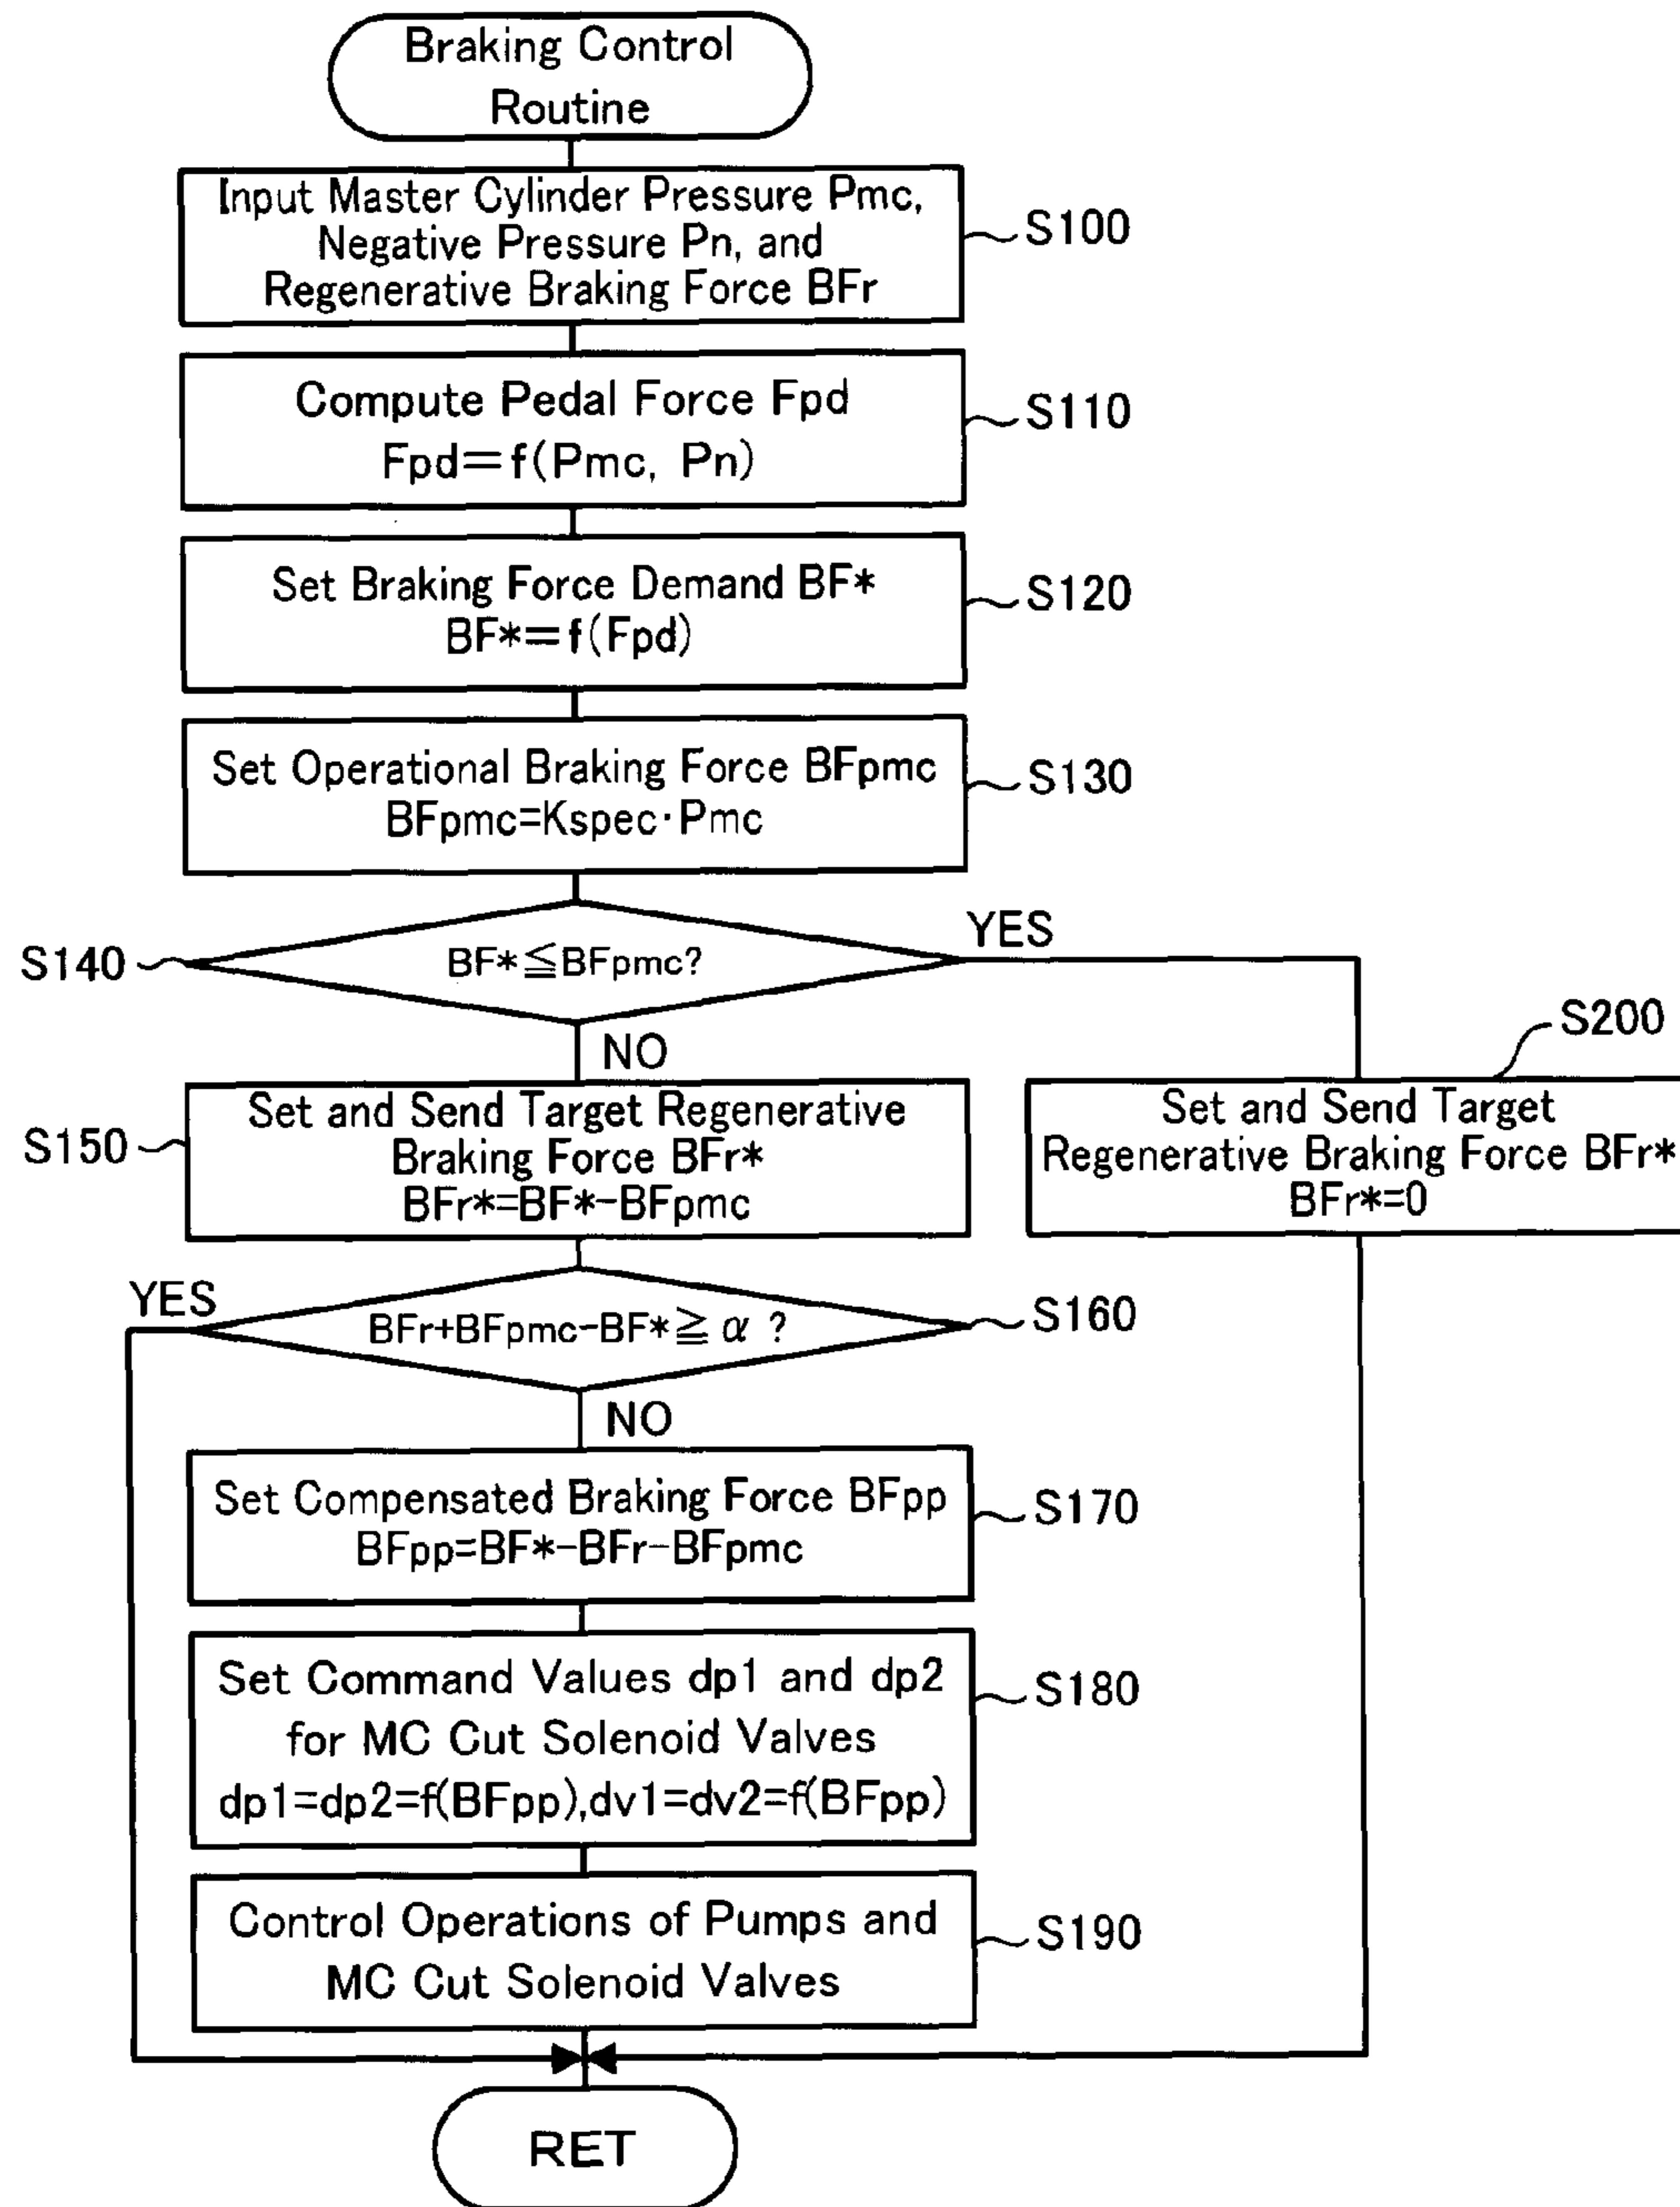 Braking Control
Routine
Input Master Cylinder Pressure Pmc,
Negative Pressure Pn, and
Regenerative Braking Force BFr
S100
Compute Pedal Force Fpd
Fpd=f(Pmc, Pn)
S110
Set Braking Force Demand BF*
BF*=f(Fpd)
S120
Set Operational Braking Force BFpmc
BFpmc=Kspec·Pmc
S130
S140
BF*≦BFpmc?
YES
NO
S200
S150
Set and Send Target Regenerative
Braking Force BFr*
BFr*=BF*-BFpmc
Set and Send Target
Regenerative Braking Force BFr*
BFr*=0
YES
BFr+BFpmc-BF*≧α ?
S160
NO
Set Compensated Braking Force BFpp
BFpp=BF*-BFr-BFpmc
S170
Set Command Values dp1 and dp2
for MC Cut Solenoid Valves
dp1=dp2=f(BFpp),dv1=dv2=f(BFpp)
S180
Control Operations of Pumps and
MC Cut Solenoid Valves
S190
RET